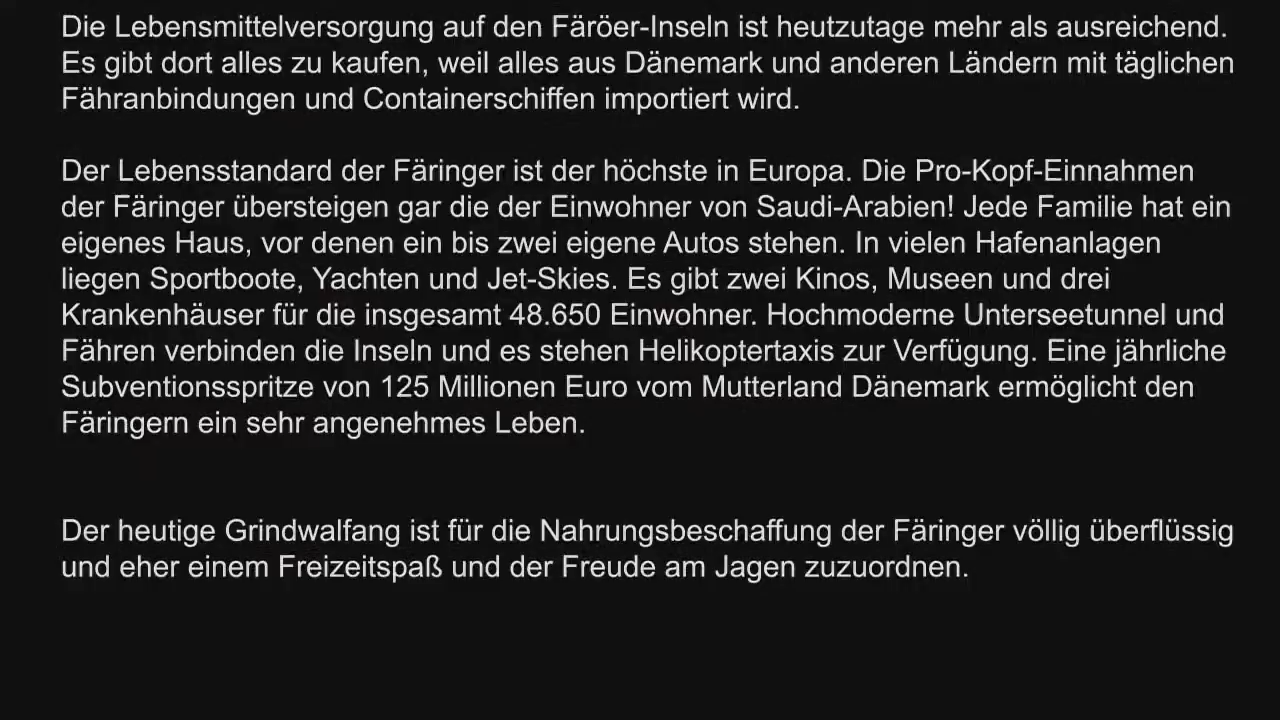 Die Lebensmittelversorgung auf den Färöer-Inseln ist heutzutage mehr als ausreichend.
Es gibt dort alles zu kaufen, weil alles aus Dänemark und anderen Ländern mit täglichen
Fähranbindungen und Containerschiffen importiert wird.
Der Lebensstandard der Färinger ist der höchste in Europa. Die Pro-Kopf-Einnahmen
der Färinger übersteigen gar die der Einwohner von Saudi-Arabien! Jede Familie hat ein
eigenes Haus, vor denen ein bis zwei eigene Autos stehen. In vielen Hafenanlagen
liegen Sportboote, Yachten und Jet-Skies. Es gibt zwei Kinos, Museen und drei
Krankenhäuser für die insgesamt 48.650 Einwohner. Hochmoderne Unterseetunnel und
Fähren verbinden die Inseln und es stehen Helikoptertaxis zur Verfügung. Eine jährliche
Subventionsspritze von 125 Millionen Euro vom Mutterland Dänemark ermöglicht den
Färingern ein sehr angenehmes Leben.
Der heutige Grindwalfang ist für die Nahrungsbeschaffung der Färinger völlig überflüssig
und eher einem Freizeitspaß und der Freude am Jagen zuzuordnen.